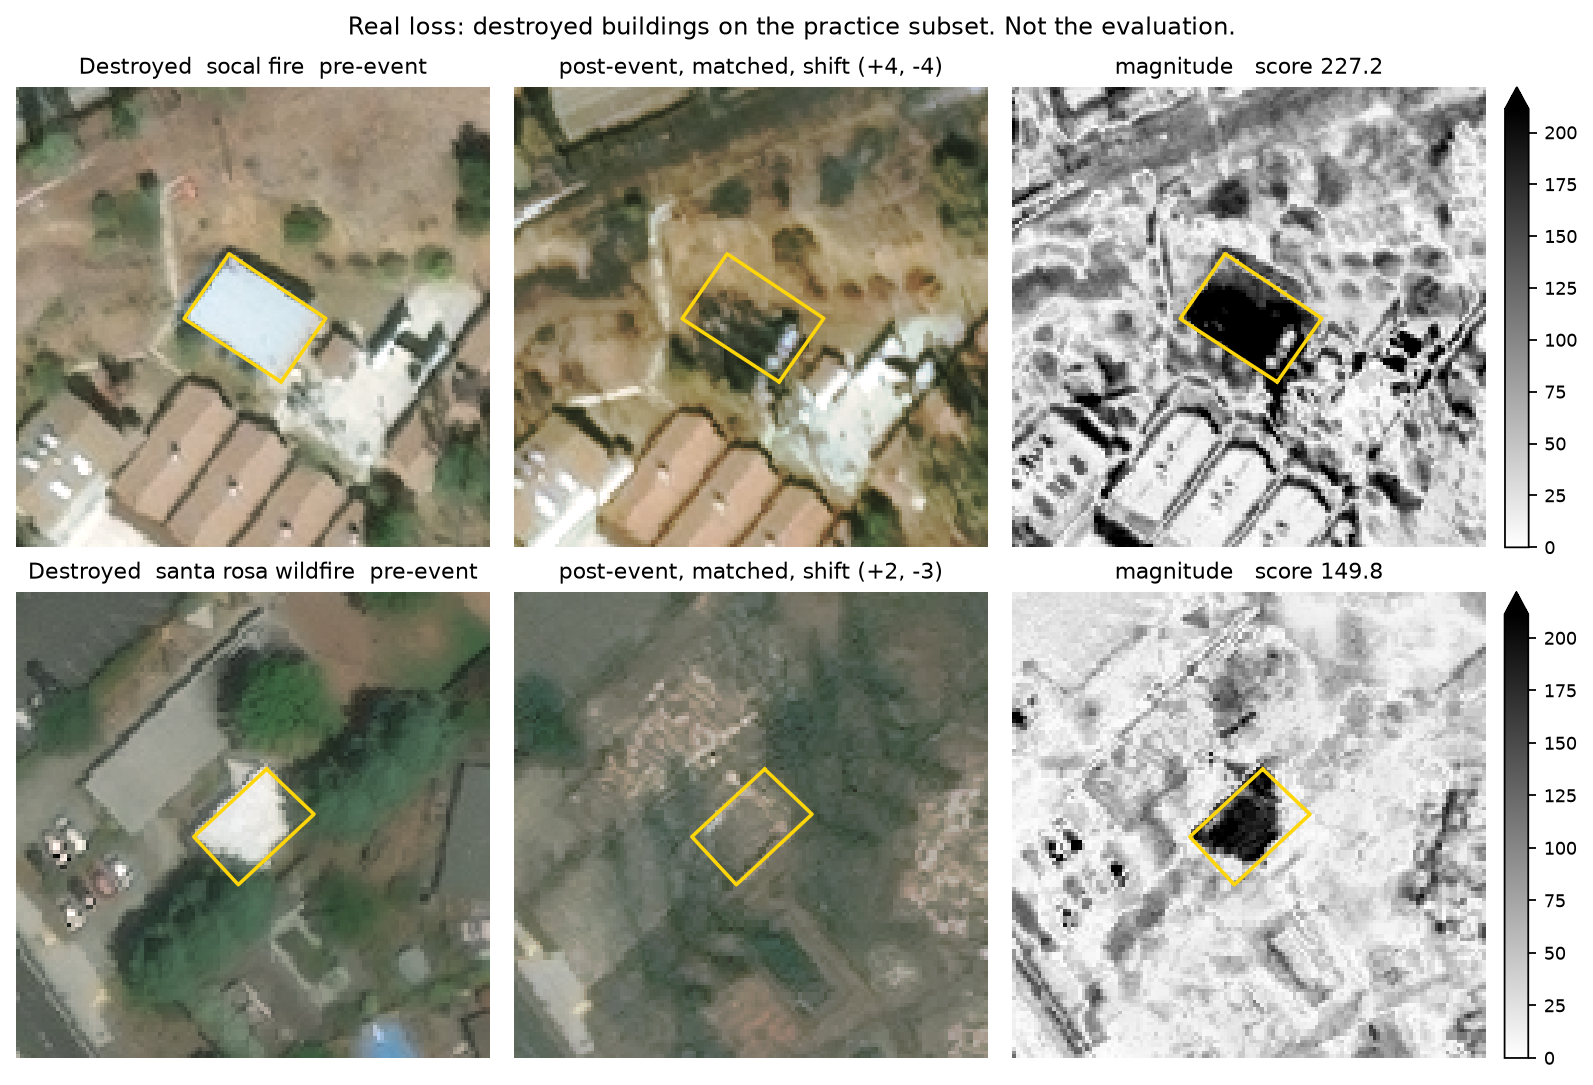 Real loss: destroyed buildings on the practice subset. Not the evaluation.
Destroyed socal fire pre-event
post-event, matched, shift (+4, -4)
magnitude score 227.2
200
175
150
125
100
75
50
25
0
Destroyed santa rosa wildfire pre-event
post-event, matched, shift (+2, -3)
magnitude score 149.8
200
175
150
125
100
75
50
25
0